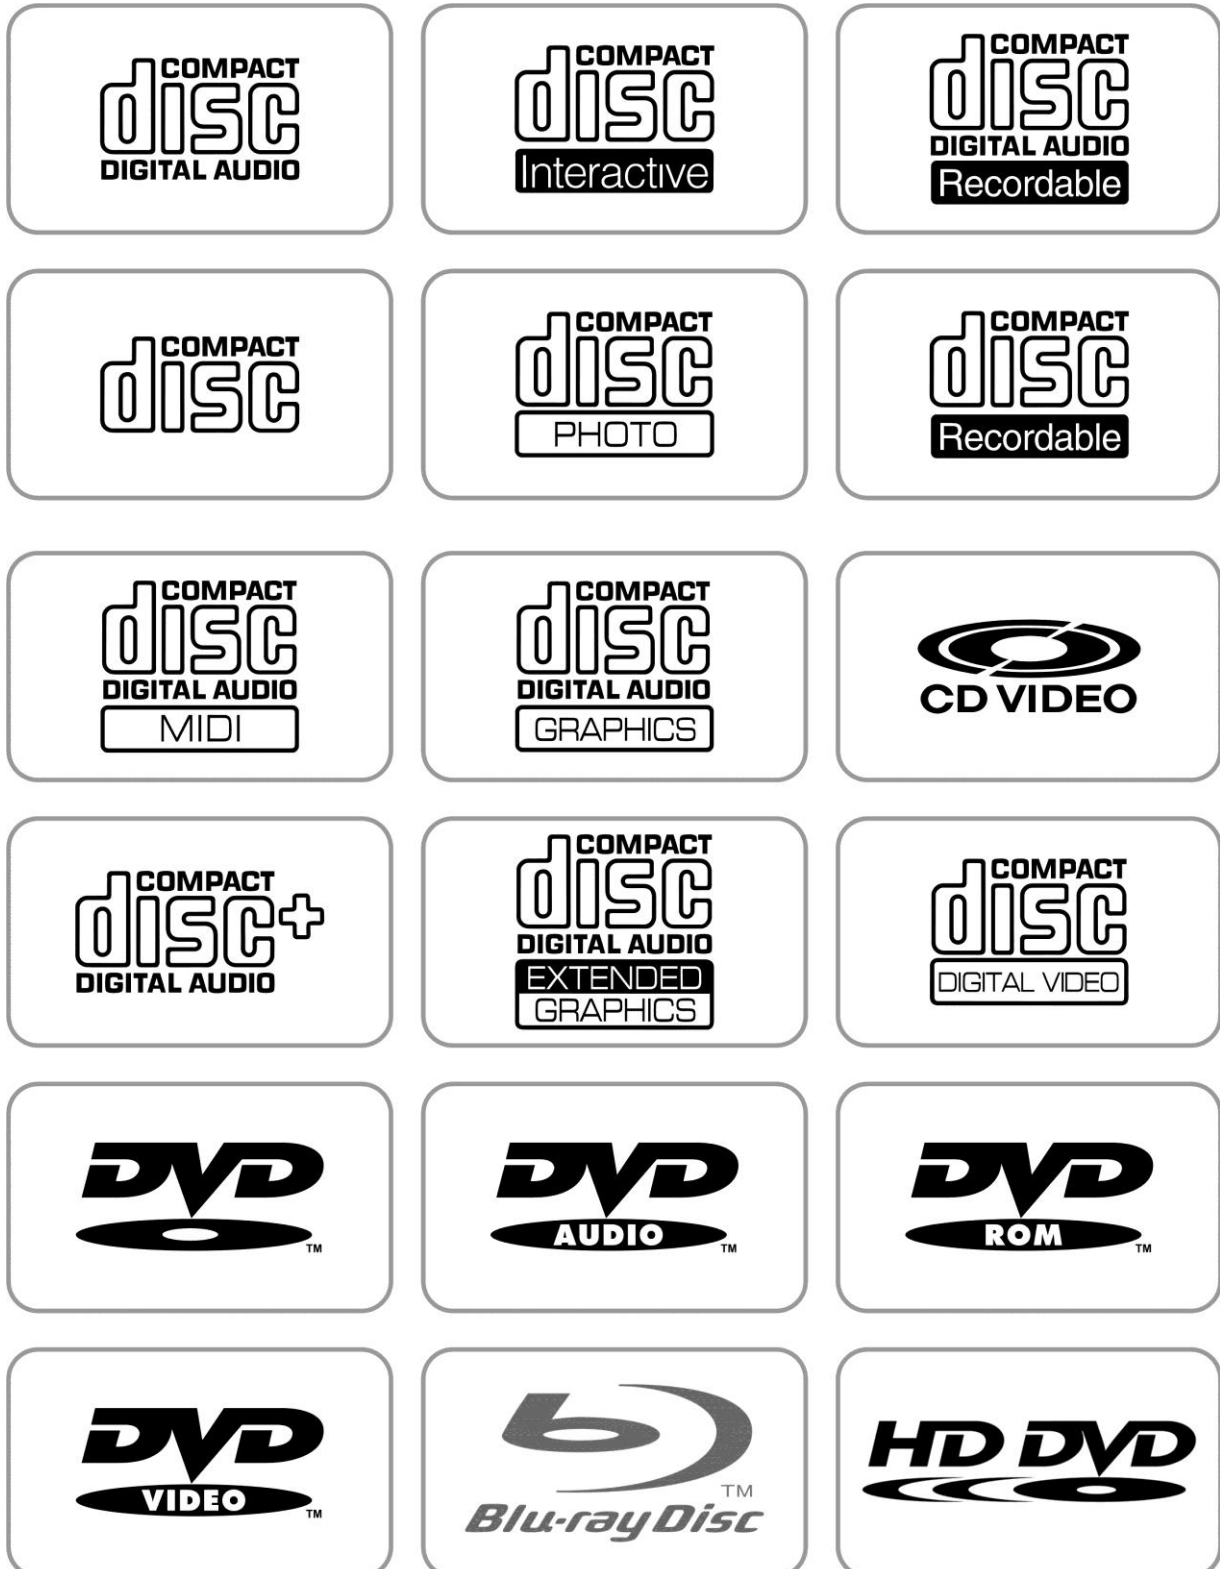 COMPACT
disc
DIGITAL AUDIO
COMPACT
disc
Interactive
COMPACT
disc
DIGITAL AUDIO
Recordable
COMPACT
disc
COMPACT
disc
PHOTO
COMPACT
disc
Recordable
COMPACT
disc
DIGITAL AUDIO
MIDI
COMPACT
disc
DIGITAL AUDIO
GRAPHICS
CD VIDEO
COMPACT
disc+
DIGITAL AUDIO
COMPACT
disc
DIGITAL AUDIO
EXTENDED
GRAPHICS
COMPACT
disc
DIGITAL VIDEO
DVD
TM
DVD
AUDIO TM
DVD
ROM TM
DVD
VIDEO TM
b
TM
Blu-ray Disc
HD DVD